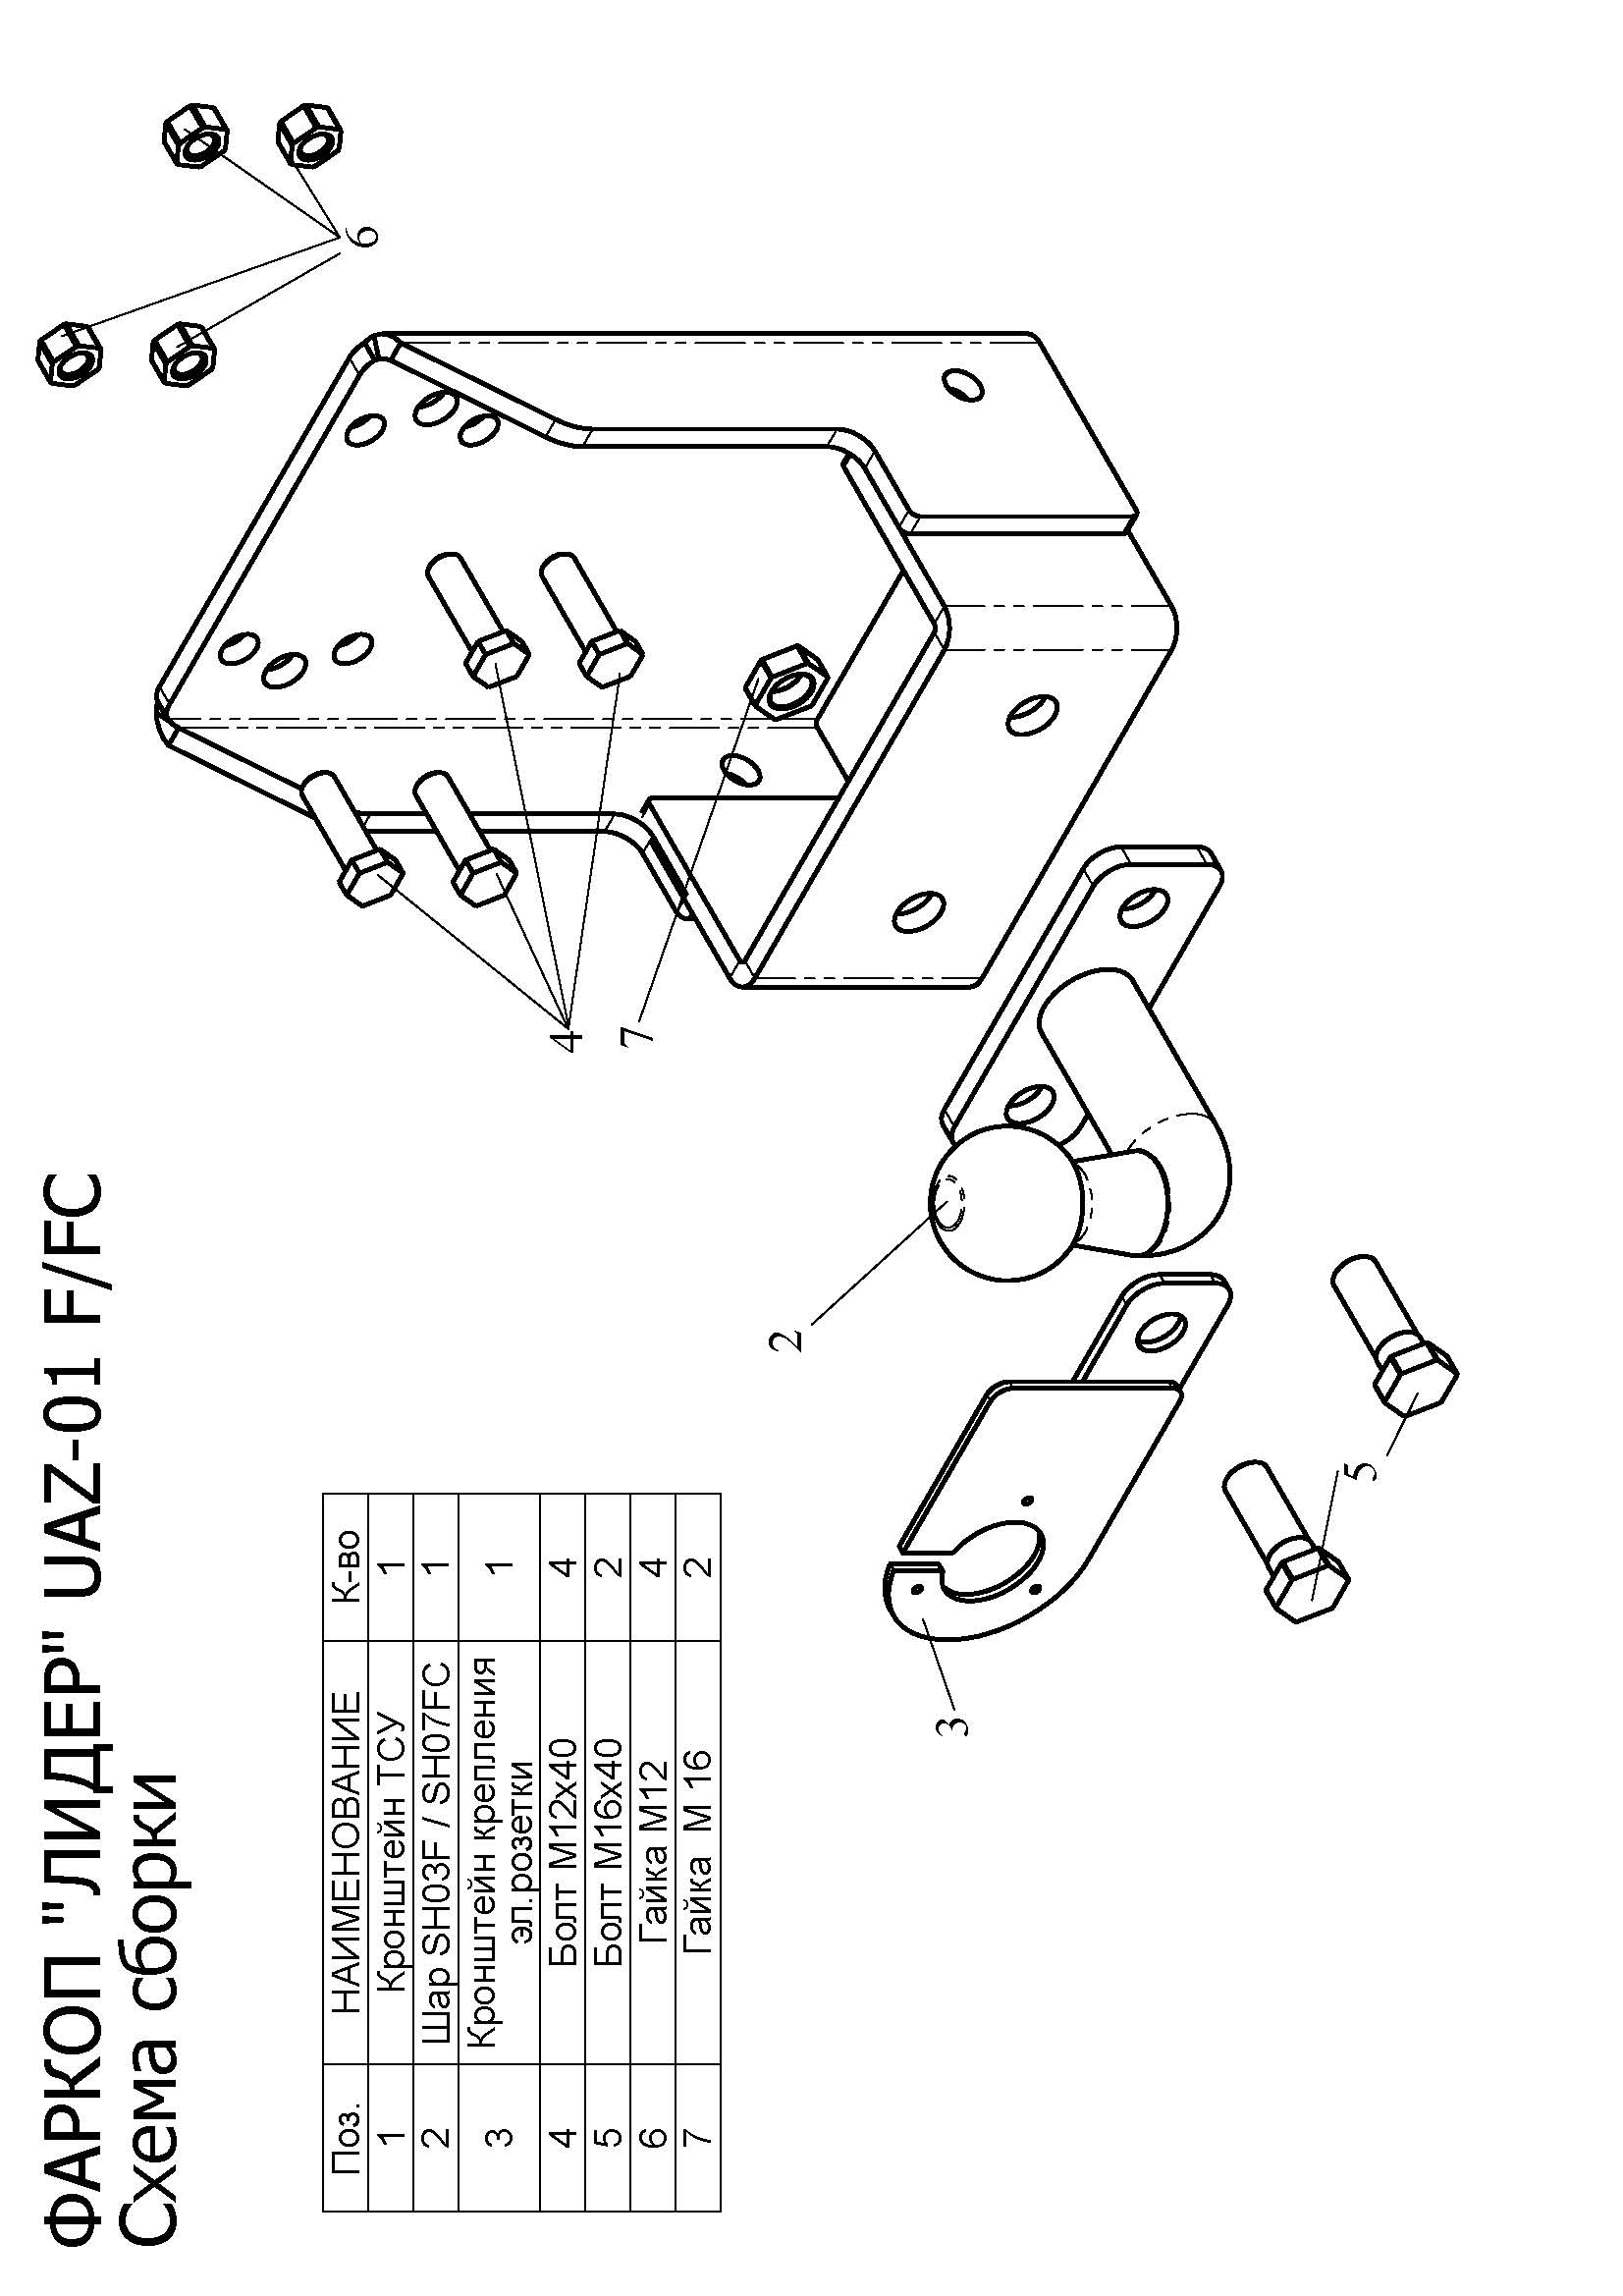 ФАРКОП "ЛИДЕР" UAZ-01 F/FC
Схема сборки
Поз. НАИМЕНОВАНИЕ К-во
1 Кронштейн ТСУ 1
2 Шар SH03F / SH07FC 1
3 Кронштейн крепления 1
эл.розетки
4 Болт М12х40 4
5 Болт М16х40 2
6 Гайка М12 4
7 Гайка М 16 2
3
2
5
4
7
6